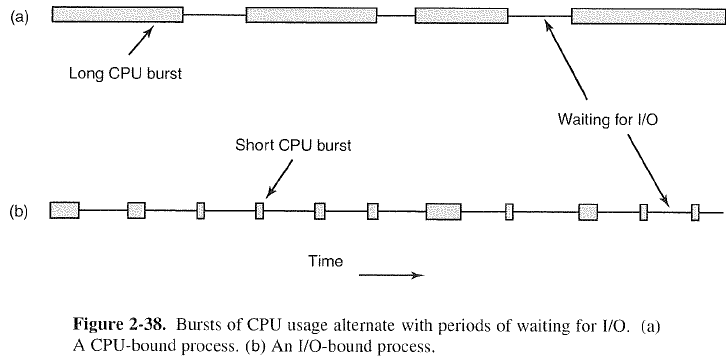 (a)
Long CPU burst
Waiting for I/O
Short CPU burst
(b)
Time
Figure 2-38. Bursts of CPU usage alternate with periods of waiting for I/O. (a)
A CPU-bound process. (b) An I/O-bound process.